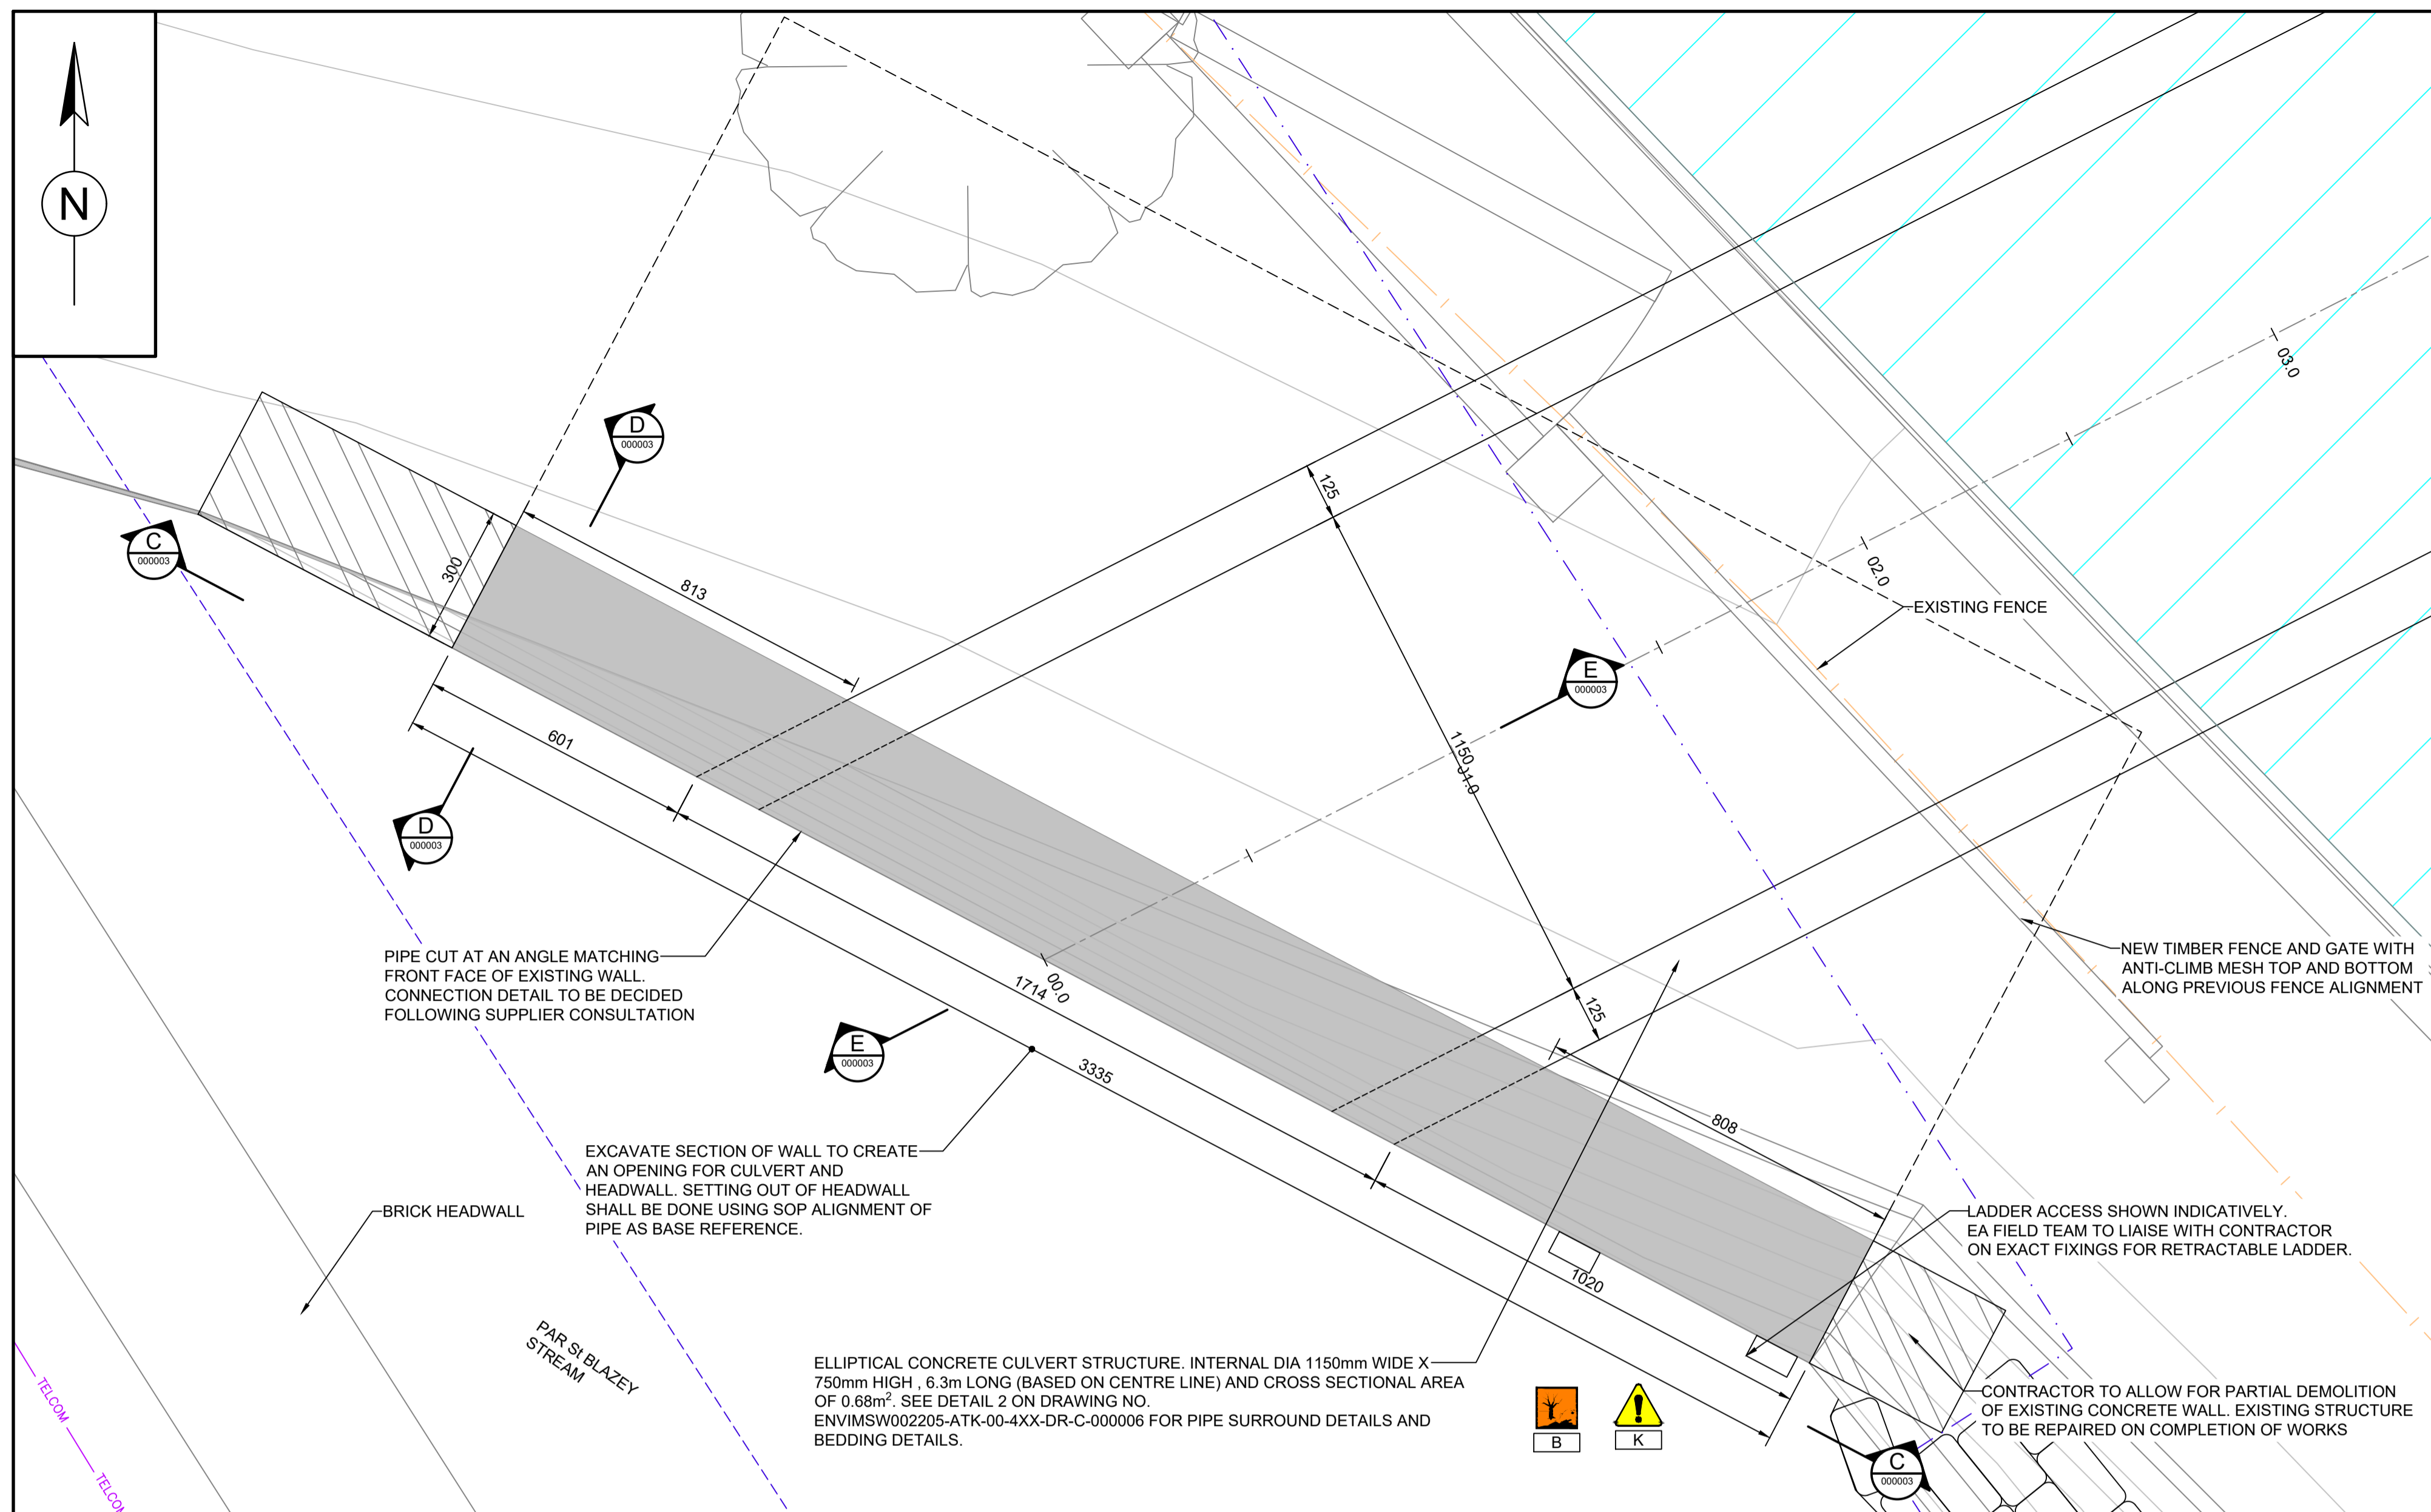 N
D
000003
C
000003
300
813
125
03.0
02.0
EXISTING FENCE
E
000003
601
1150
01.0
D
000003
PIPE CUT AT AN ANGLE MATCHING
FRONT FACE OF EXISTING WALL.
CONNECTION DETAIL TO BE DECIDED
FOLLOWING SUPPLIER CONSULTATION
NEW TIMBER FENCE AND GATE WITH
ANTI-CLIMB MESH TOP AND BOTTOM
ALONG PREVIOUS FENCE ALIGNMENT
00.0
1714
125
E
000003
3335
808
EXCAVATE SECTION OF WALL TO CREATE
AN OPENING FOR CULVERT AND
HEADWALL. SETTING OUT OF HEADWALL
SHALL BE DONE USING SOP ALIGNMENT OF
PIPE AS BASE REFERENCE.
BRICK HEADWALL
LADDER ACCESS SHOWN INDICATIVELY.
EA FIELD TEAM TO LIAISE WITH CONTRACTOR
ON EXACT FIXINGS FOR RETRACTABLE LADDER.
1020
PAR St BLAZEY
STREAM
ELLIPTICAL CONCRETE CULVERT STRUCTURE. INTERNAL DIA 1150mm WIDE X
750mm HIGH , 6.3m LONG (BASED ON CENTRE LINE) AND CROSS SECTIONAL AREA
OF 0.68m². SEE DETAIL 2 ON DRAWING NO.
ENVIMSW002205-ATK-00-4XX-DR-C-000006 FOR PIPE SURROUND DETAILS AND
BEDDING DETAILS.
B
K
CONTRACTOR TO ALLOW FOR PARTIAL DEMOLITION
OF EXISTING CONCRETE WALL. EXISTING STRUCTURE
TO BE REPAIRED ON COMPLETION OF WORKS
C
000003
TELCOM
TELCOM